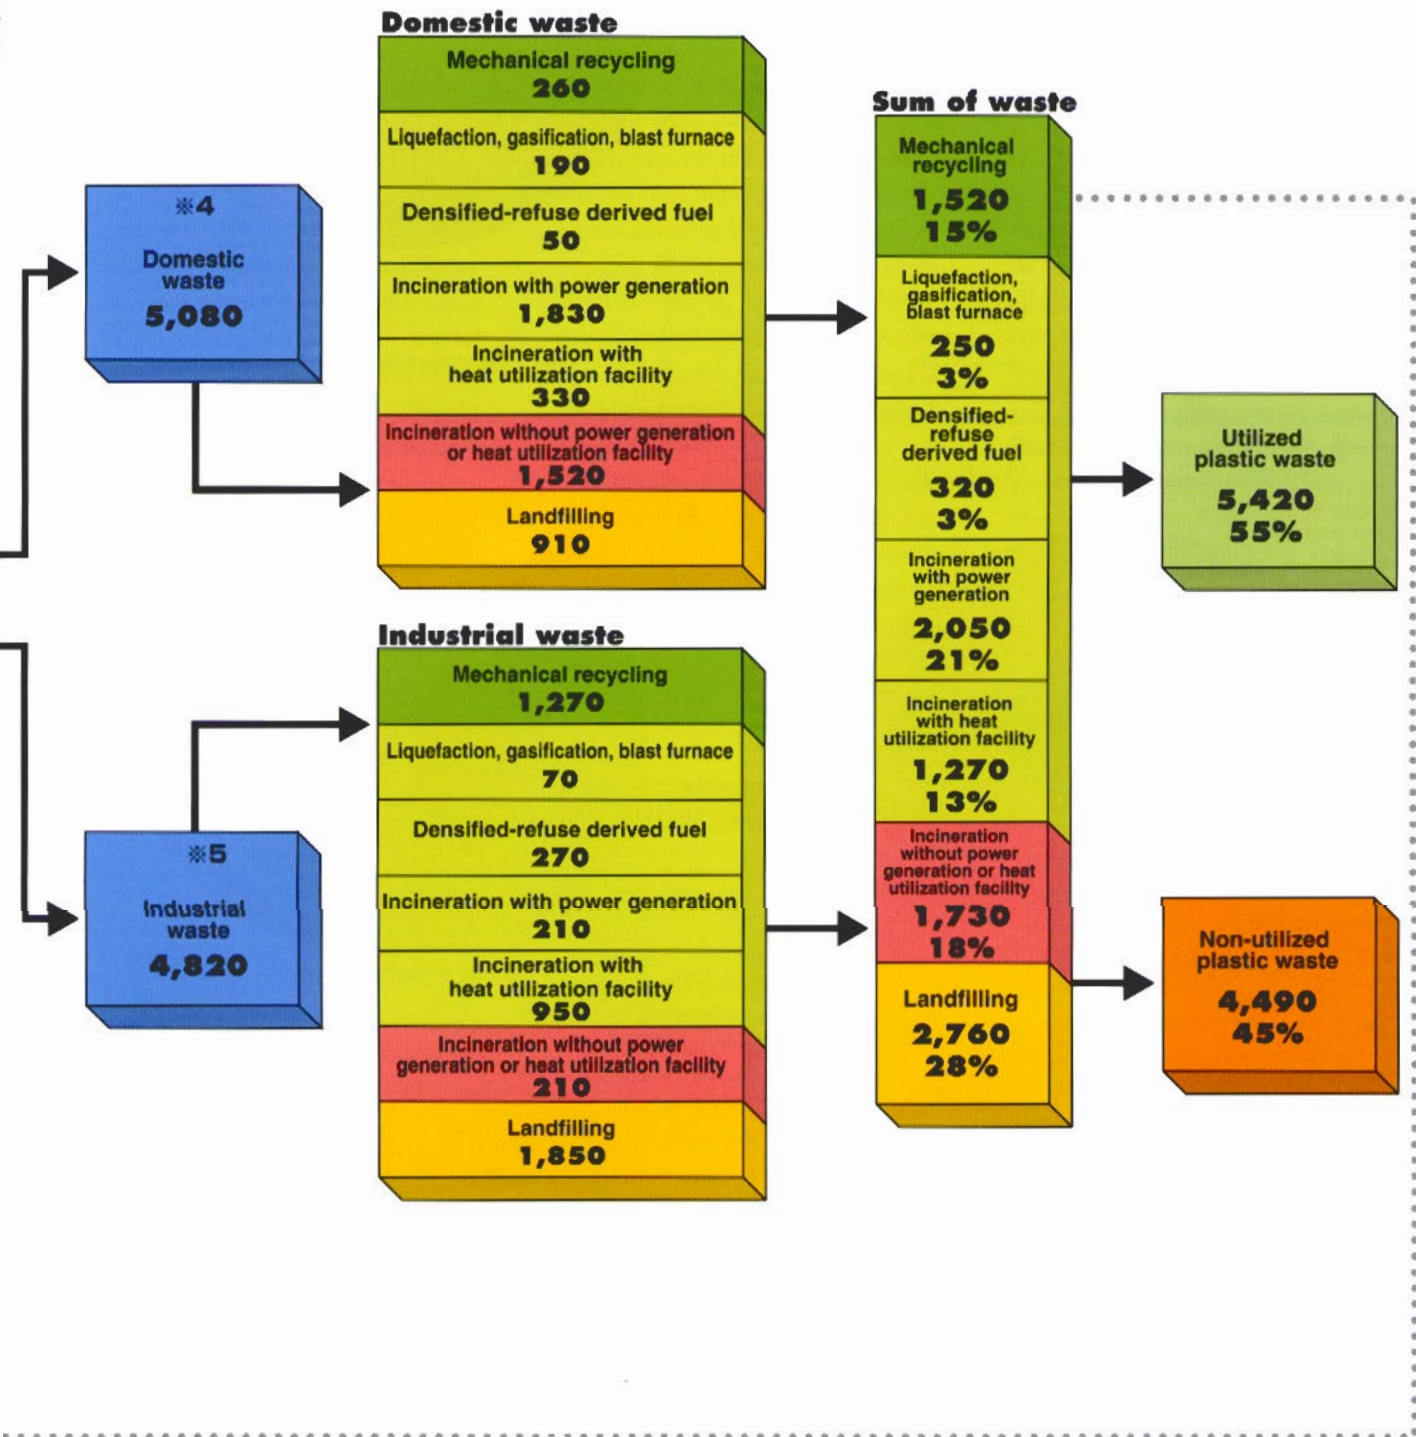 Domestic waste
Mechanical recycling
260
Liquefaction, gasification, blast furnace
190
Densified-refuse derived fuel
50
Incineration with power generation
1,830
Incineration with
heat utilization facility
330
Incineration without power generation
or heat utilization facility
1,520
Landfilling
910
※4
Domestic
waste
5,080
Industrial waste
Mechanical recycling
1,270
Liquefaction, gasification, blast furnace
70
Densified-refuse derived fuel
270
Incineration with power generation
210
Incineration with
heat utilization facility
950
Incineration without power
generation or heat utilization facility
210
Landfilling
1,850
※5
Industrial
waste
4,820
Sum of waste
Mechanical
recycling
1,520
15%
Liquefaction,
gasification,
blast furnace
250
3%
Densified-
refuse
derived fuel
320
3%
Incineration
with power
generation
2,050
21%
Incineration
with heat
utilization facility
1,270
13%
Incineration
without power
generation or heat
utilization facility
1,730
18%
Landfilling
2,760
28%
Utilized
plastic waste
5,420
55%
Non-utilized
plastic waste
4,490
45%